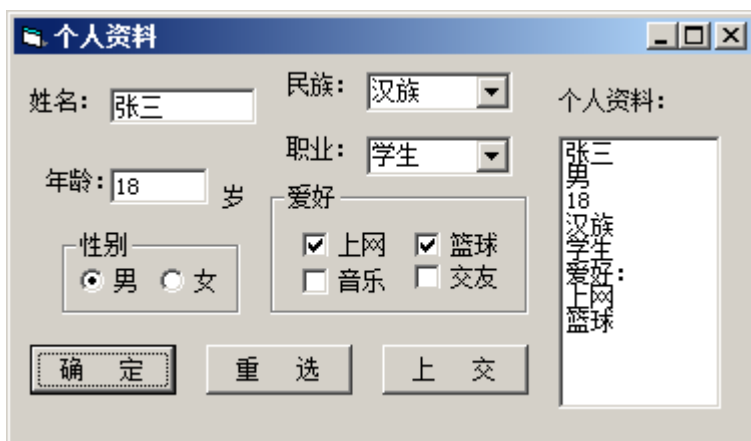 个人资料
姓名: 张三
民族: 汉族
职业: 学生
年龄: 18 岁
性别
男 女
爱好
上网 篮球
音乐 交友
确 定
重 选
上 交
个人资料:
张三
男
18
汉族
学生
爱好:
上网
篮球